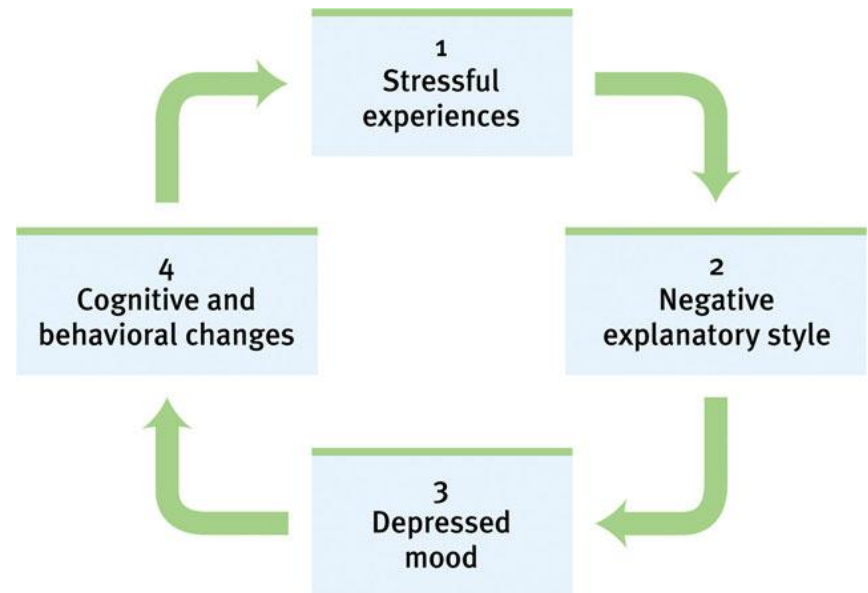 1
Stressful
experiences
2
Negative
explanatory style
3
Depressed
mood
4
Cognitive and
behavioral changes